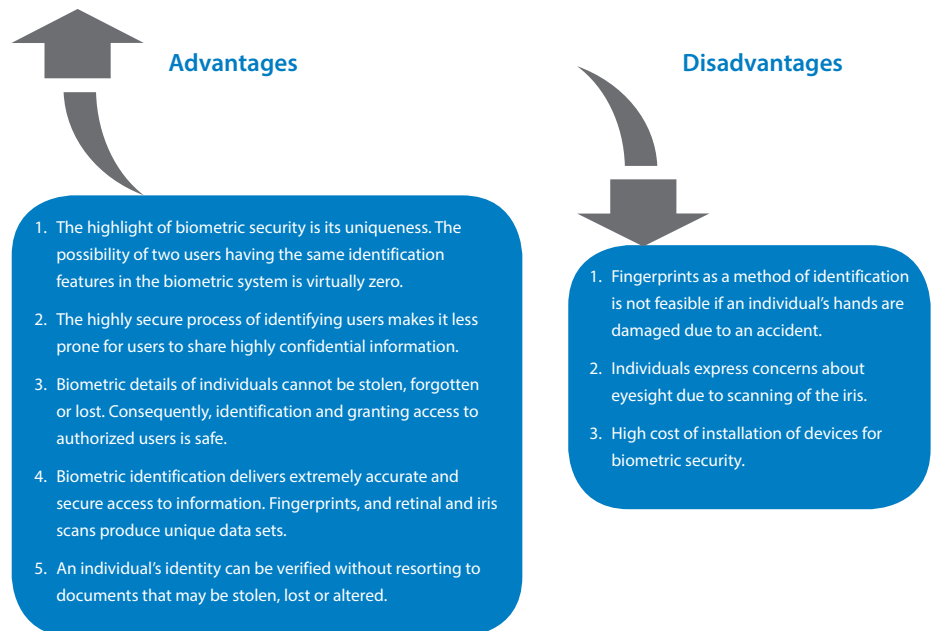 Advantages
1. The highlight of biometric security is its uniqueness. The
possibility of two users having the same identification
features in the biometric system is virtually zero.
2. The highly secure process of identifying users makes it less
prone for users to share highly confidential information.
3. Biometric details of individuals cannot be stolen, forgotten
or lost. Consequently, identification and granting access to
authorized users is safe.
4. Biometric identification delivers extremely accurate and
secure access to information. Fingerprints, and retinal and iris
scans produce unique data sets.
5. An individual's identity can be verified without resorting to
documents that may be stolen, lost or altered.
Disadvantages
1. Fingerprints as a method of identification
is not feasible if an individual's hands are
damaged due to an accident.
2. Individuals express concerns about
eyesight due to scanning of the iris.
3. High cost of installation of devices for
biometric security.